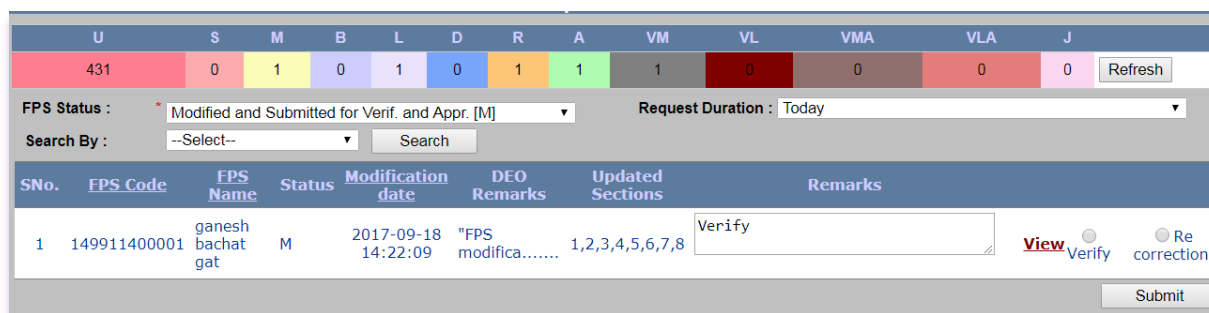 U S M B L D R A VM VL VMA VLA J
431 0 1 0 1 0 1 1 1 0 0 0 0 Refresh
FPS Status : * Modified and Submitted for Verif. and Appr. [M] Request Duration : Today
Search By : --Select-- Search
SNo. FPS Code FPS Name Status Modification date DEO Remarks Updated Sections Remarks
1 149911400001 ganesh bachat gat M 2017-09-18 14:22:09 "FPS modifica....... 1,2,3,4,5,6,7,8 Verify View Verify Re correction
Submit